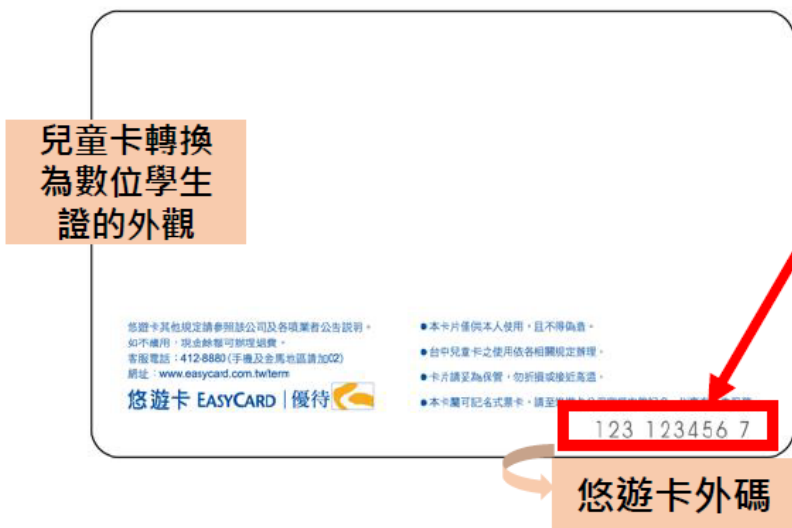 兒童卡轉換
為數位學生
證的外觀
悠遊卡其他規定請參照該公司及各項業者公告說明。
如不續用,現金餘額可辦理退費。
客服電話:412-8880(手機及金馬地區請加02)
網址:www.easycard.com.tw/term
悠遊卡 EASYCARD | 優待
●本卡片僅供本人使用,且不得偽造。
●台中兒童卡之使用依各相關規定辦理。
●卡片請妥為保管,勿折損或接近高溫。
●本卡屬可記名式票卡,請至
123 123456 7
悠遊卡外碼